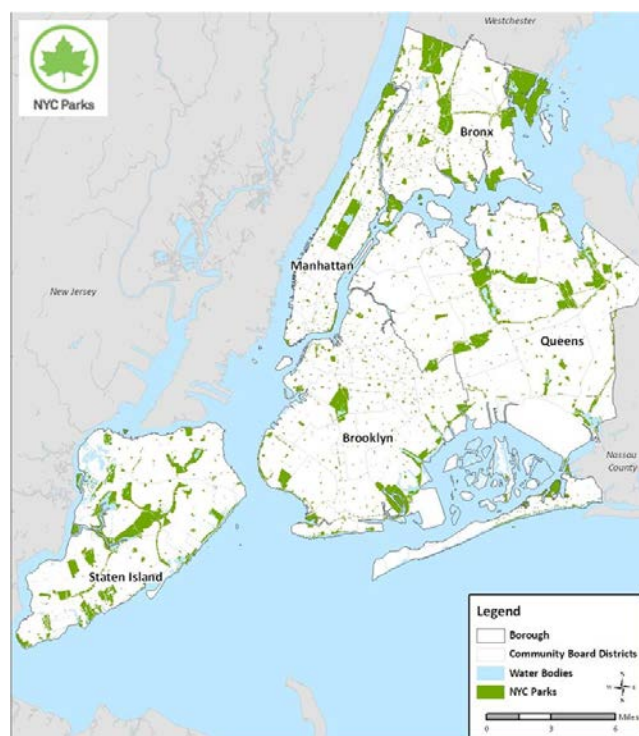 Westchester
NYC Parks
Bronx
Manhattan
New Jersey
Queens
Brooklyn
Nassau
County
Staten Island
Legend
Borough
Community Board Districts
Water Bodies
NYC Parks
N
W
E
S
0
3
6
Miles